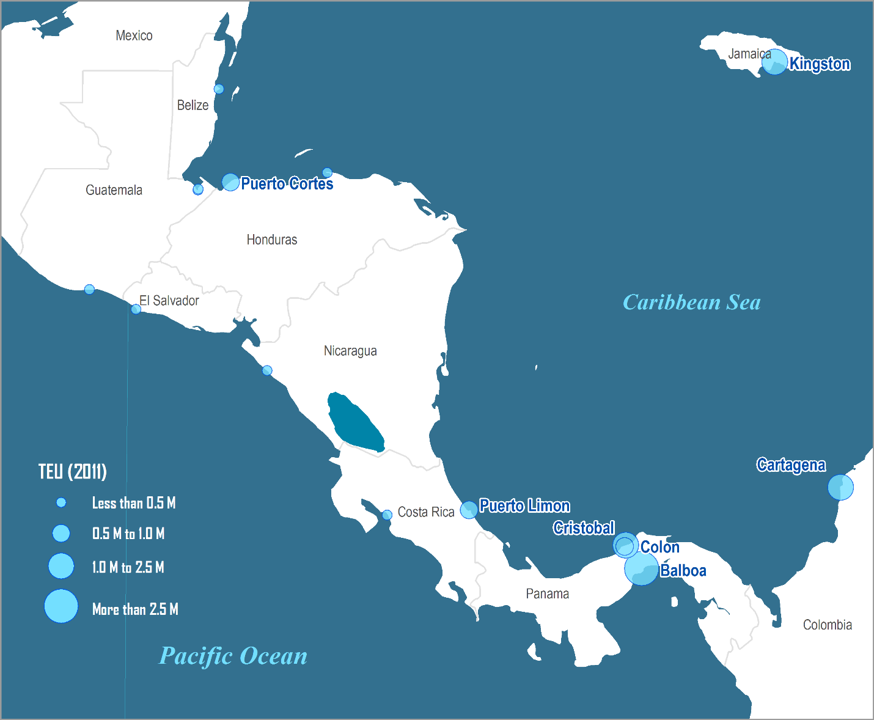 Mexico
Jamaica
Kingston
Belize
Guatemala
Puerto Cortes
Honduras
El Salvador
Caribbean Sea
Nicaragua
TEU (2011)
Less than 0.5 M
0.5 M to 1.0 M
1.0 M to 2.5 M
More than 2.5 M
Cartagena
Costa Rica
Puerto Limon
Cristobal
Colon
Balboa
Panama
Colombia
Pacific Ocean